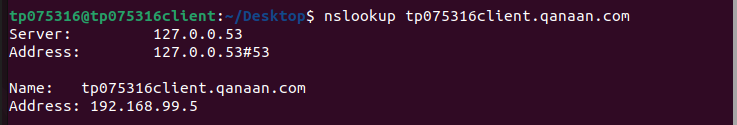 tp075316@tp075316client:~/Desktop$ nslookup tp075316client.qanaan.com
Server:         127.0.0.53
Address:        127.0.0.53#53

Name:   tp075316client.qanaan.com
Address: 192.168.99.5